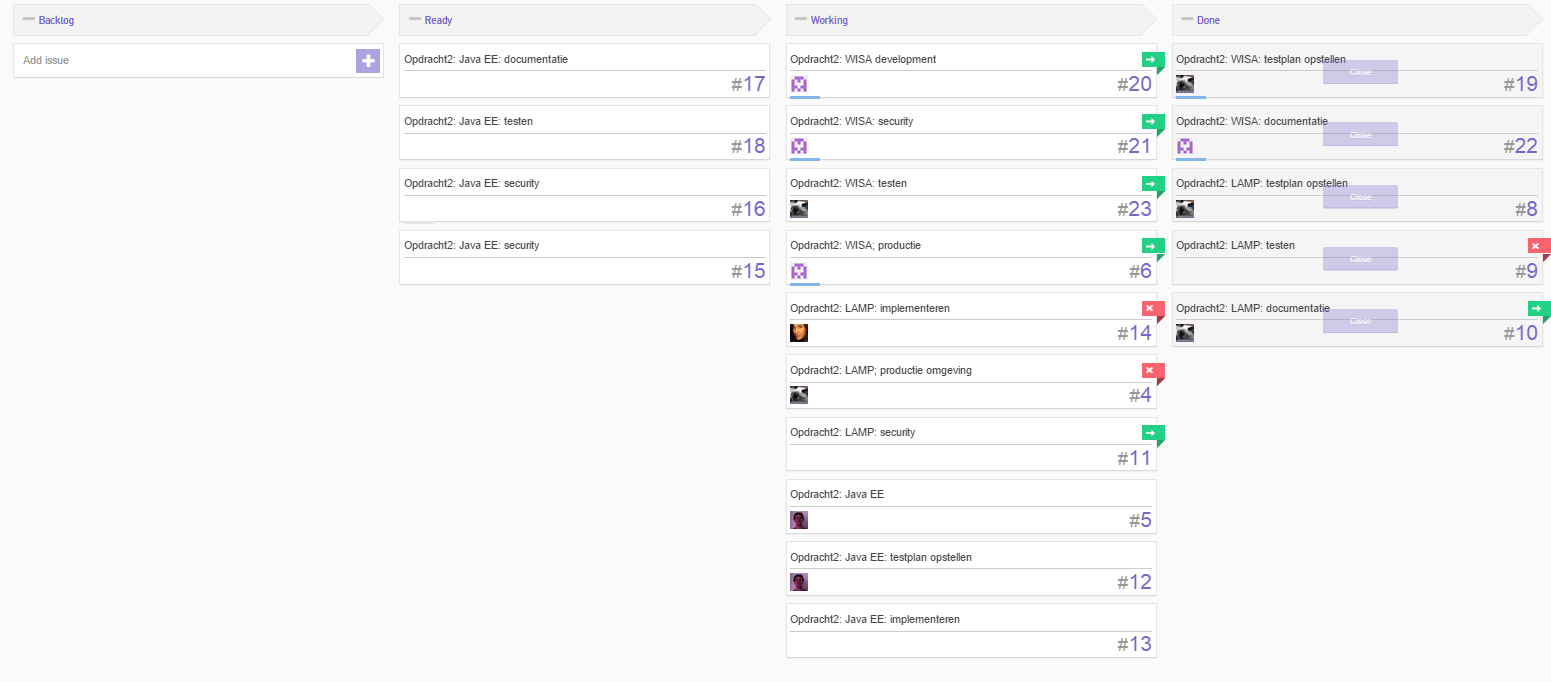 Backlog
Add issue
Ready
Opdracht2: Java EE: documentatie
#17
Opdracht2: Java EE: testen
#18
Opdracht2: Java EE: security
#16
Opdracht2: Java EE: security
#15
Working
Opdracht2: WISA development
#20
Opdracht2: WISA: security
#21
Opdracht2: WISA: testen
#23
Opdracht2: WISA; productie
#6
Opdracht2: LAMP: implementeren
#14
Opdracht2: LAMP; productie omgeving
#4
Opdracht2: LAMP: security
#11
Opdracht2: Java EE
#5
Opdracht2: Java EE: testplan opstellen
#12
Opdracht2: Java EE: implementeren
#13
Done
Opdracht2: WISA: testplan opstellen
Close
#19
Opdracht2: WISA: documentatie
Close
#22
Opdracht2: LAMP: testplan opstellen
Close
#8
Opdracht2: LAMP: testen
Close
#9
Opdracht2: LAMP: documentatie
Close
#10